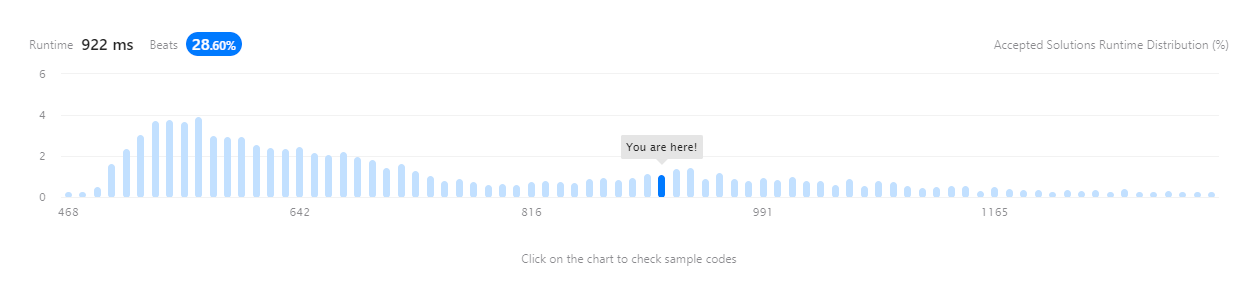 Runtime 922 ms Beats 28.60% Accepted Solutions Runtime Distribution (%)
6
4
You are here!
2
0
468 642 816 991 1165
Click on the chart to check sample codes